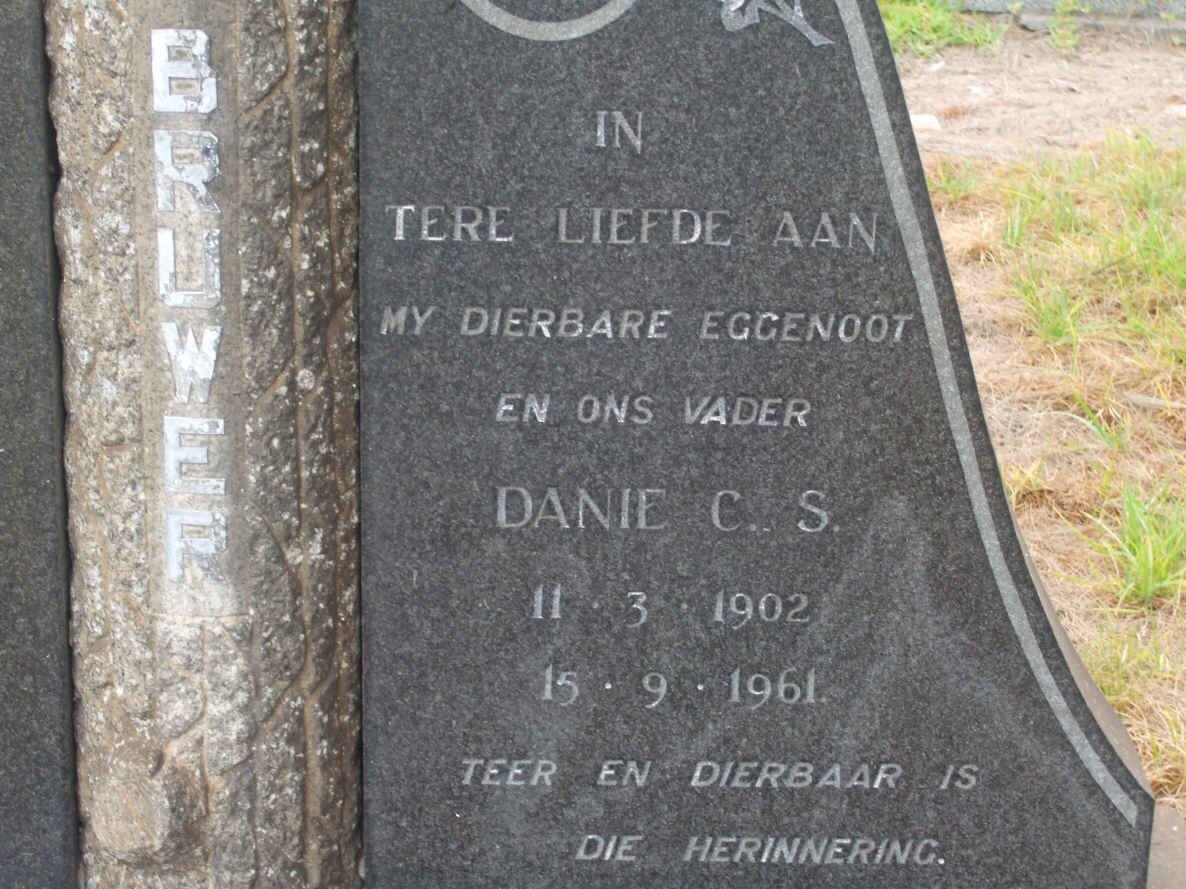 BRUWER
IN
TERE LIEFDE AAN
MY DIERBARE EGGENOOT
EN ONS VADER
DANIE C. S.
11 · 3 · 1902
15 · 9 · 1961.
TEER EN DIERBAAR IS
DIE HERINNERING.